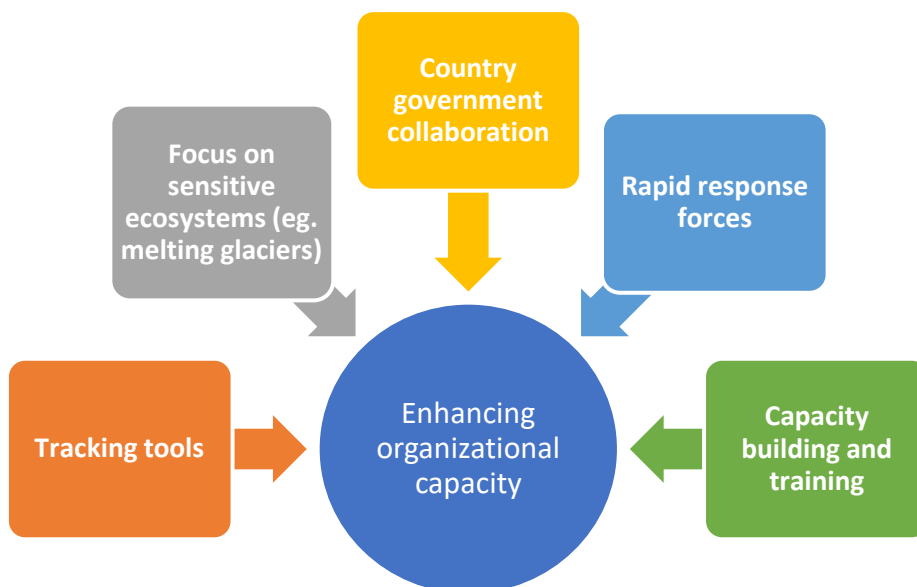 Country
government
collaboration
Focus on
sensitive
ecosystems (eg.
melting glaciers)
Rapid response
forces
Tracking tools
Enhancing
organizational
capacity
Capacity
building and
training